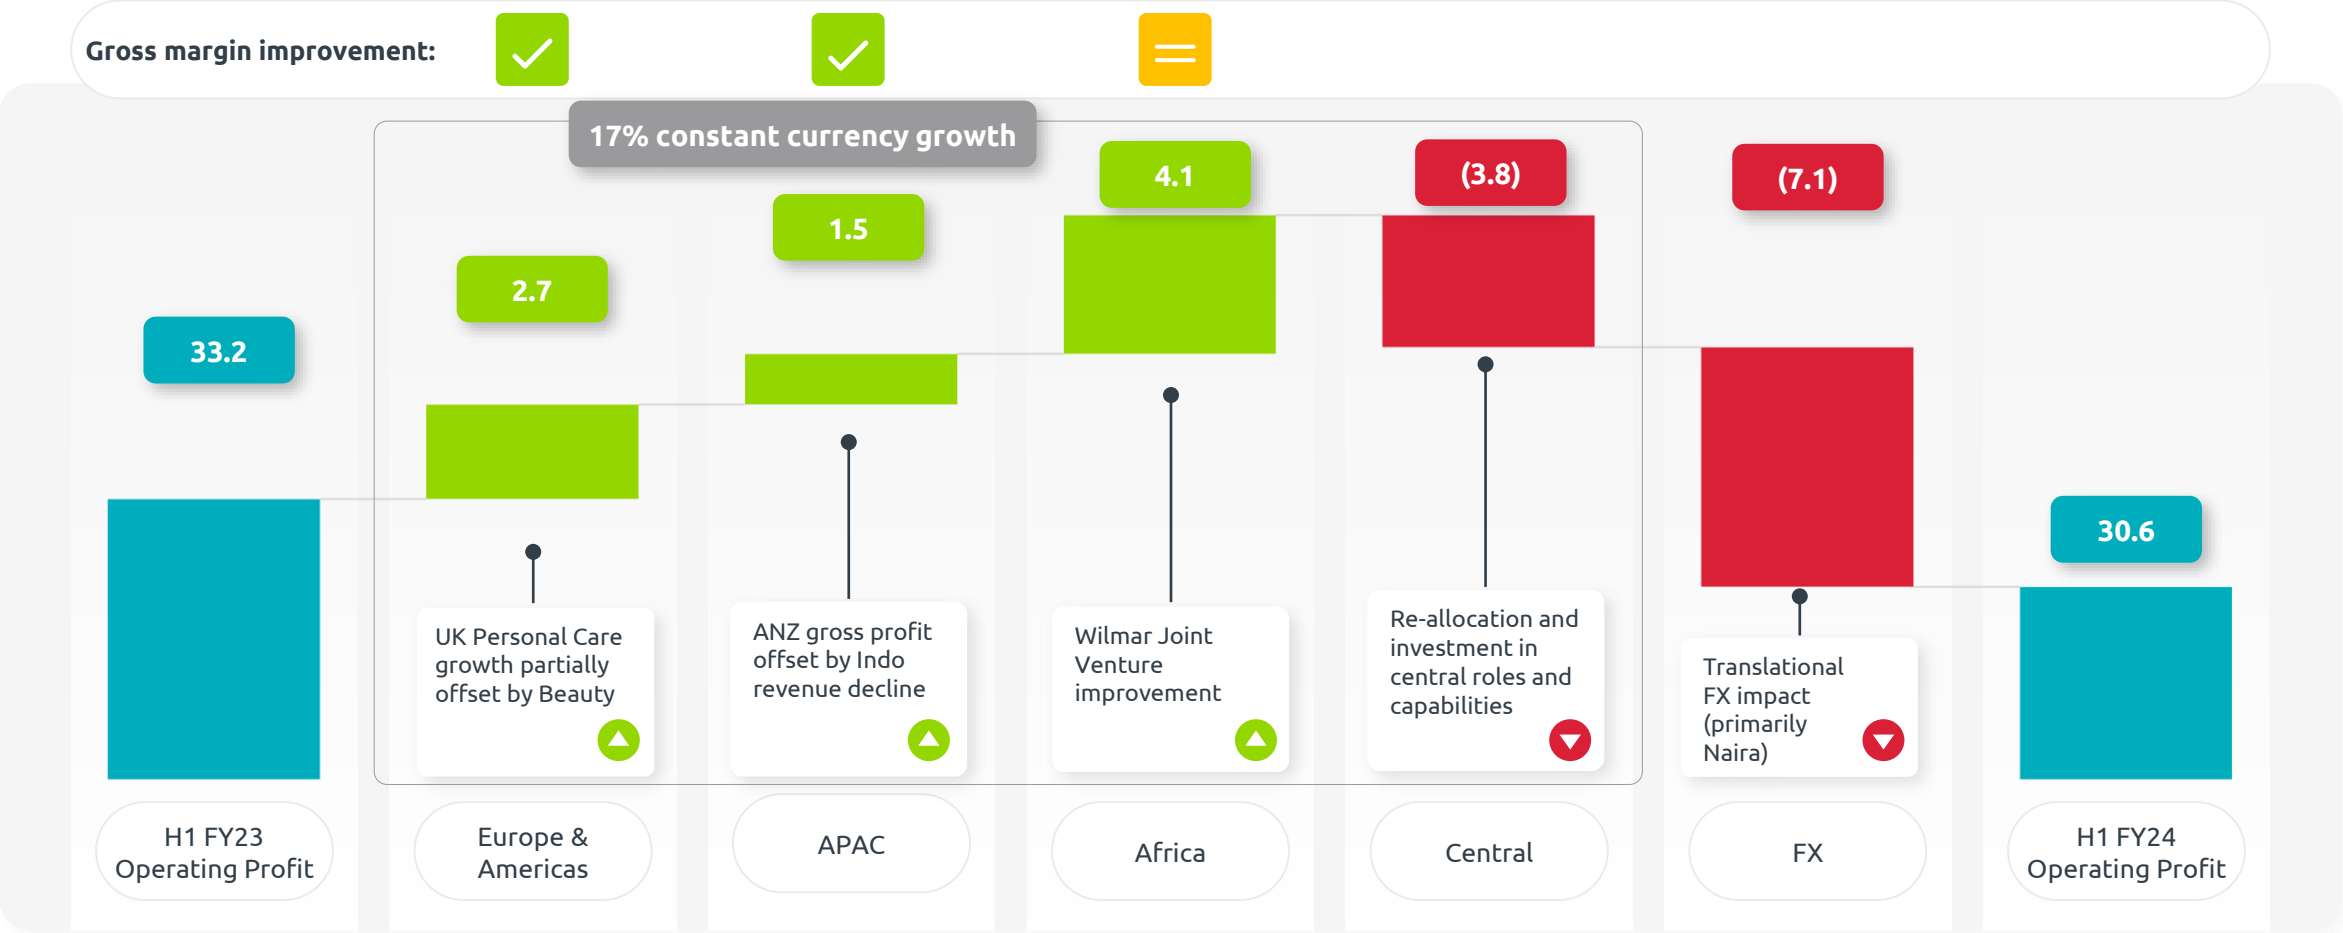 Gross margin improvement:
17% constant currency growth
33.2
2.7
1.5
4.1
(3.8)
(7.1)
30.6
UK Personal Care
growth partially
offset by Beauty
ANZ gross profit
offset by Indo
revenue decline
Wilmar Joint
Venture
improvement
Re-allocation and
investment in
central roles and
capabilities
Translational
FX impact
(primarily
Naira)
H1 FY23
Operating Profit
Europe &
Americas
APAC
Africa
Central
FX
H1 FY24
Operating Profit